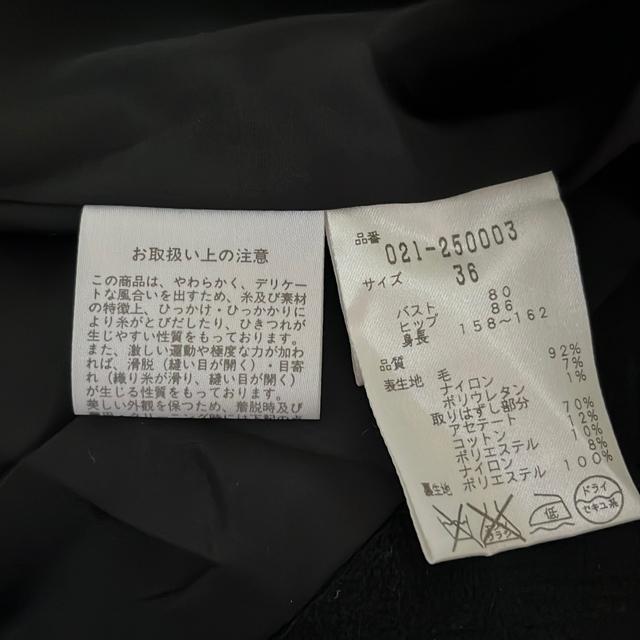 お取扱い上の注意
この商品は、やわらかく、デリケー
トな風合いを出すため、糸及び素材
の特徴上、ひっかけ・ひっかかりに
より糸がとびだしたり、ひきつれが
生じやすい性質をもっております。
また、激しい運動や極度な力が加わ
れば、滑脱（縫い目が開く）・目寄
れ（織り糸が滑り、縫い目が開く）
が生じる性質をもっております。
美しい外観を保つため、着脱時及び
品番 021-250003
サイズ 36
バスト 80
ヒップ 86
身長 158~162
品質
表生地 毛 92%
ナイロン 7%
ポリウレタン 1%
取りはずし部分
アセテート 70%
コットン 12%
ポリエステル
ナイロン 8%
裏生地 ポリエステル 100%
エンソ
サラシ
低
ドライ
セキユ系